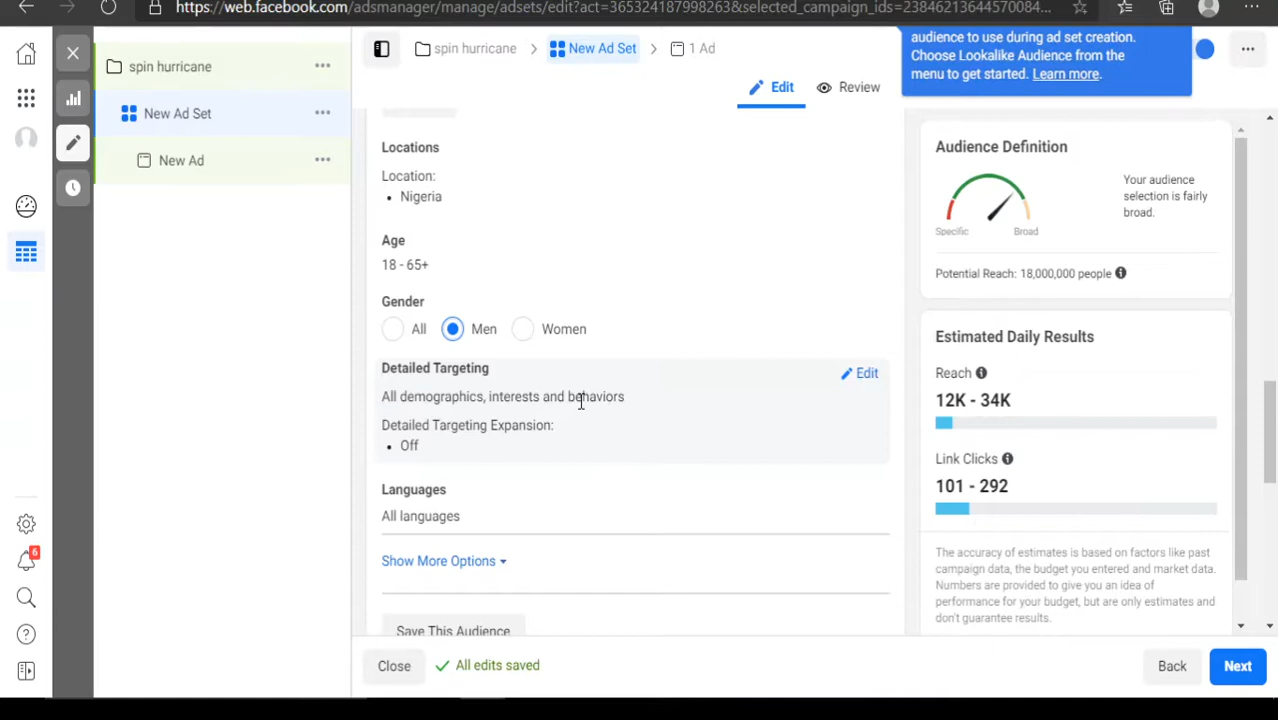 https://web.facebook.com/adsmanager/manage/adsets/edit?act=365324187998263&selected_campaign_ids=23846213644570084...
spin hurricane
New Ad Set
New Ad
spin hurricane > New Ad Set > 1 Ad
Edit
Review
audience to use during ad set creation.
Choose Lookalike Audience from the
menu to get started. Learn more.
Locations
Location:
• Nigeria
Age
18 - 65+
Gender
All
Men
Women
Detailed Targeting
Edit
All demographics, interests and behaviors
Detailed Targeting Expansion:
• Off
Languages
All languages
Show More Options
Save This Audience
Audience Definition
Specific
Broad
Your audience
selection is fairly
broad.
Potential Reach: 18,000,000 people
Estimated Daily Results
Reach
12K - 34K
Link Clicks
101 - 292
The accuracy of estimates is based on factors like past
campaign data, the budget you entered and market data.
Numbers are provided to give you an idea of
performance for your budget, but are only estimates and
don't guarantee results.
6
Close
All edits saved
Back
Next